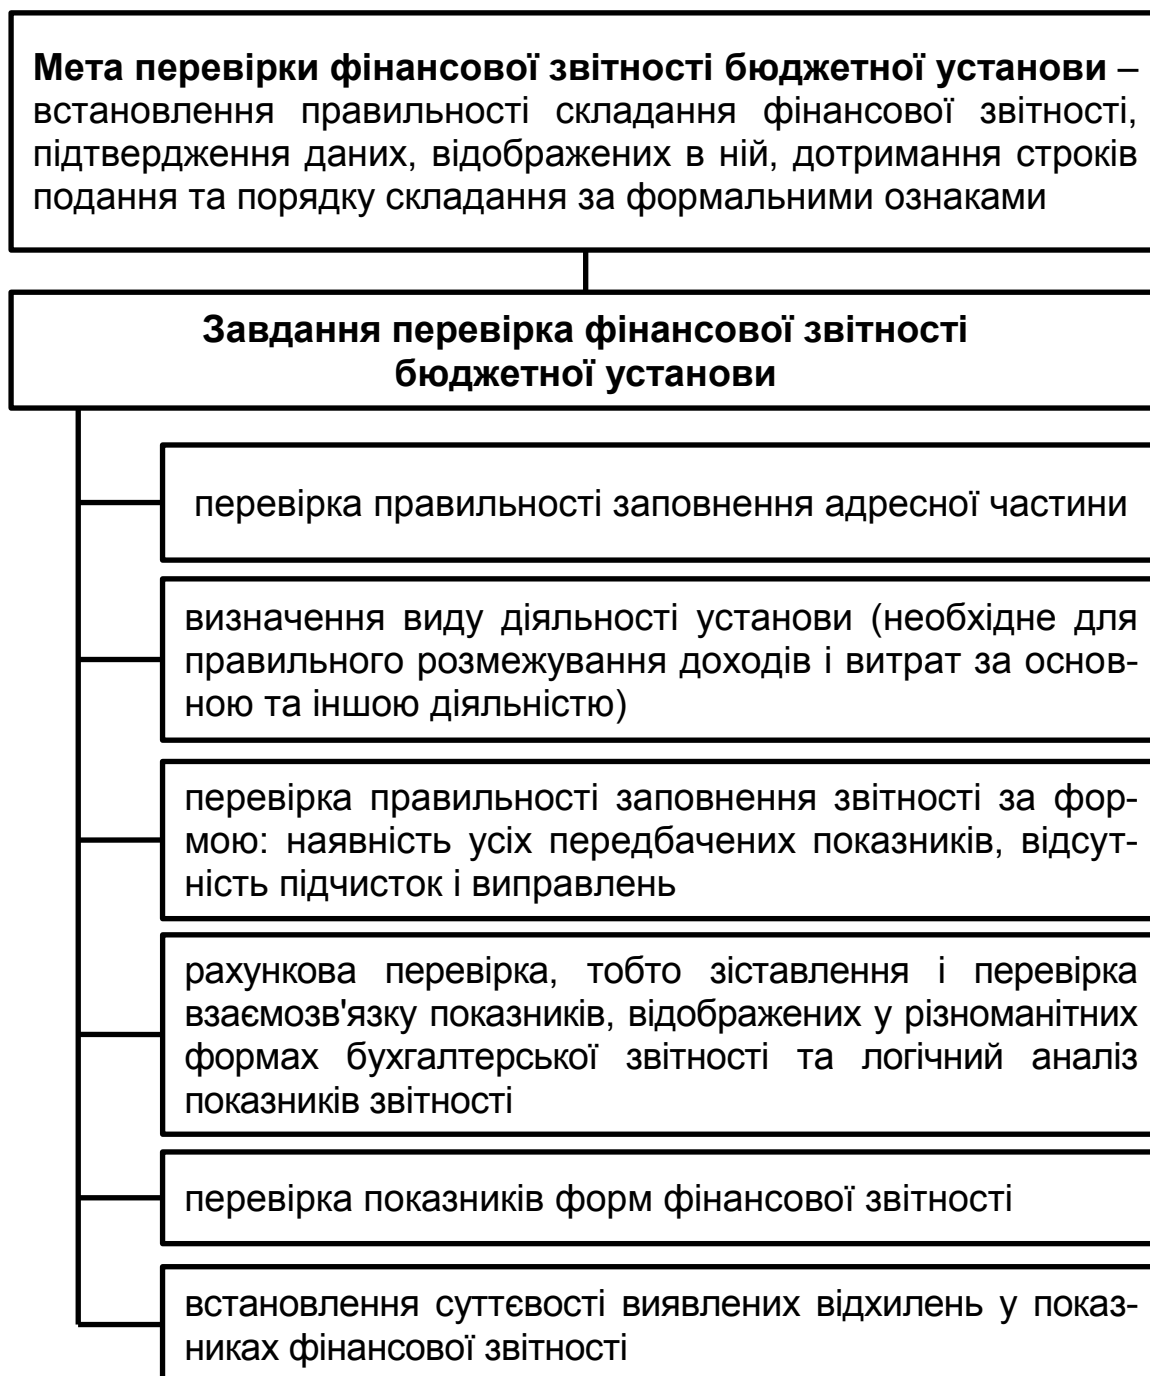 Мета перевірки фінансової звітності бюджетної установи –
встановлення правильності складання фінансової звітності,
підтвердження даних, відображених в ній, дотримання строків
подання та порядку складання за формальними ознаками
Завдання перевірка фінансової звітності
бюджетної установи
перевірка правильності заповнення адресної частини
визначення виду діяльності установи (необхідне для
правильного розмежування доходів і витрат за основ-
ною та іншою діяльністю)
перевірка правильності заповнення звітності за фор-
мою: наявність усіх передбачених показників, відсут-
ність підчисток і виправлень
рахункова перевірка, тобто зіставлення і перевірка
взаємозв'язку показників, відображених у різноманітних
формах бухгалтерської звітності та логічний аналіз
показників звітності
перевірка показників форм фінансової звітності
встановлення суттєвості виявлених відхилень у показ-
никах фінансової звітності